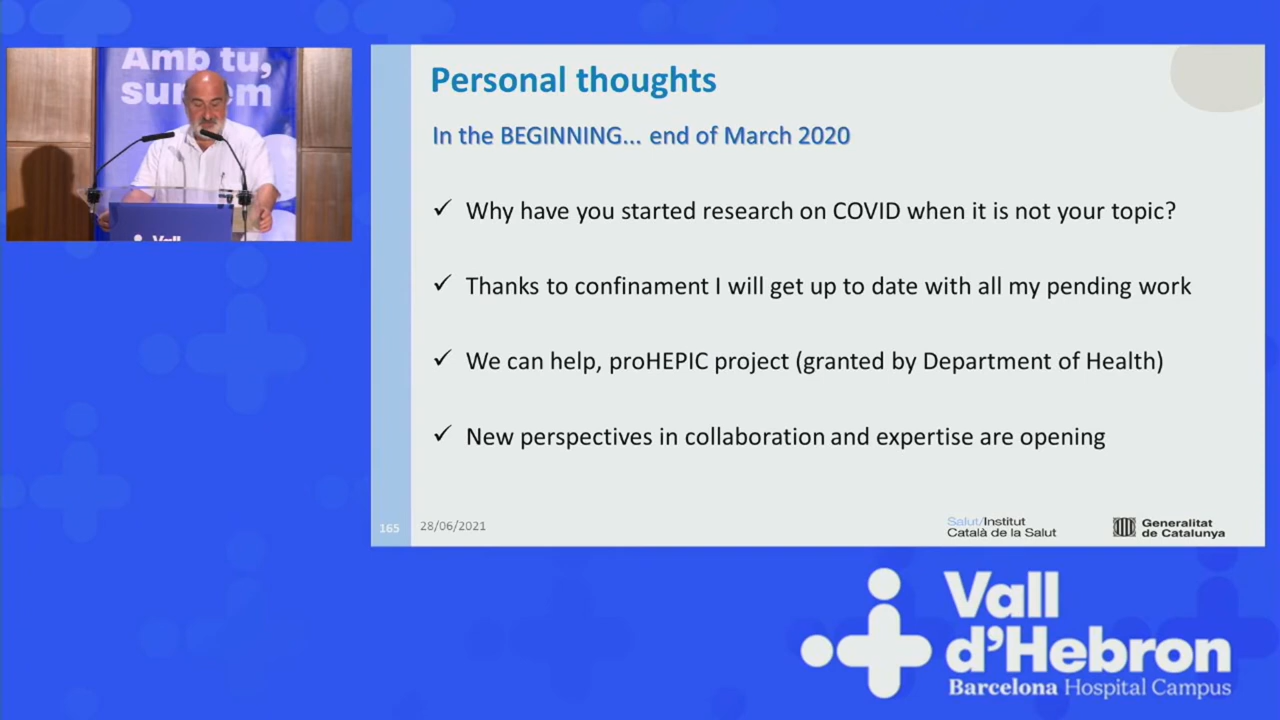 Amb tu,
Vall
Personal thoughts
In the BEGINNING... end of March 2020
✓ Why have you started research on COVID when it is not your topic?
✓ Thanks to confinament I will get up to date with all my pending work
✓ We can help, proHEPIC project (granted by Department of Health)
✓ New perspectives in collaboration and expertise are opening
165
28/06/2021
Salut/Institut
Català de la Salut
Generalitat
de Catalunya
Vall
d'Hebron
Barcelona Hospital Campus